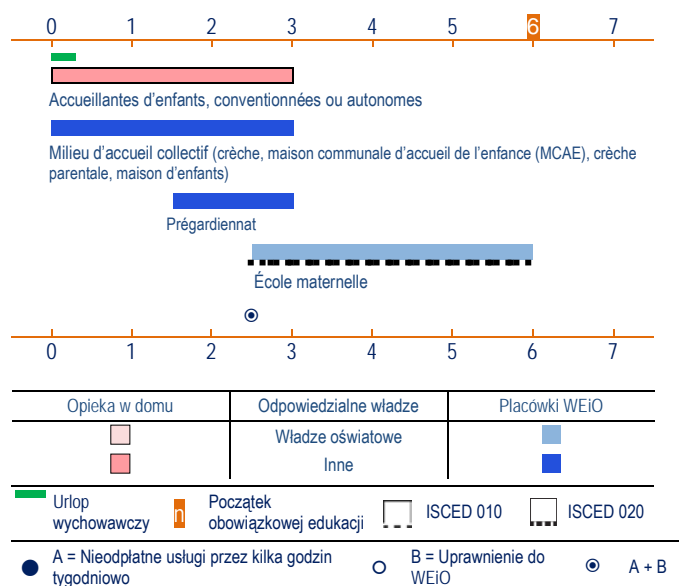 0 1 2 3 4 5 6 7
Accueillantes d'enfants, conventionnées ou autonomes
Milieu d'accueil collectif (crèche, maison communale d'accueil de l'enfance (MCAE), crèche
parentale, maison d'enfants)
Prégardiennat
École maternelle
0 1 2 3 4 5 6 7
Opieka w domu Odpowiedzialne władze Placówki WEiO
Władze oświatowe
Inne
Urlop
wychowawczy
n
Początek
obowiązkowej edukacji
ISCED 010
ISCED 020
A = Nieodpłatne usługi przez kilka godzin
tygodniowo
B = Uprawnienie do
WEiO
A + B